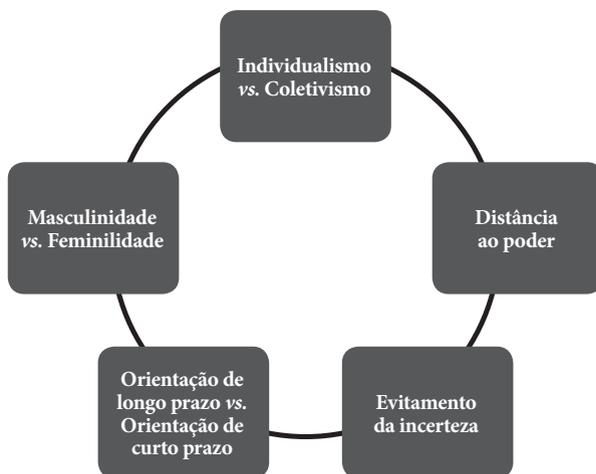 Individualismo
vs. Coletivismo
Masculinidade
vs. Feminilidade
Distância
ao poder
Orientação de
longo prazo vs.
Orientação de
curto prazo
Evitamento
da incerteza